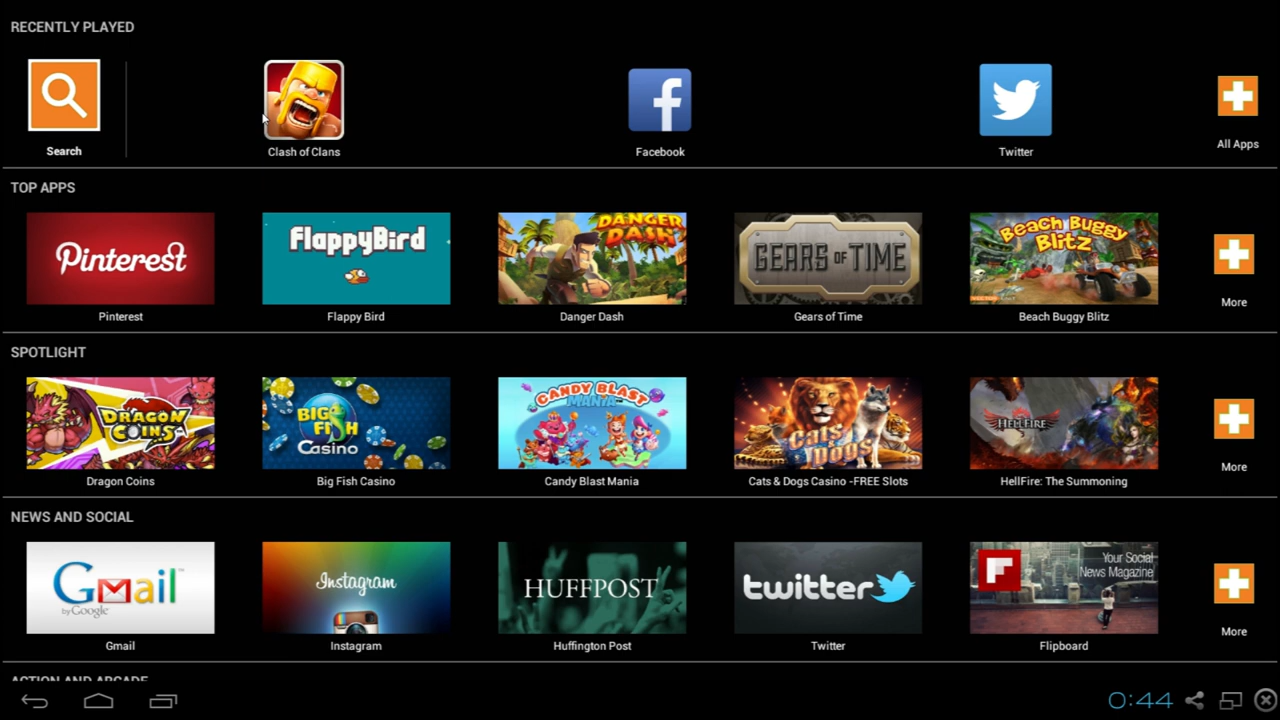 RECENTLY PLAYED
Search
Clash of Clans
Facebook
Twitter
All Apps
TOP APPS
Pinterest
FlappyBird
DANGER
DASH
GEARS OF TIME
Beach Buggy
Blitz
Pinterest
Flappy Bird
Danger Dash
Gears of Time
Beach Buggy Blitz
More
SPOTLIGHT
DRAGON
COINS
BIG
FISH
Casino
CANDY BLAST
MANIA
Cats
Dogs
HELLFIRE
Dragon Coins
Big Fish Casino
Candy Blast Mania
Cats & Dogs Casino -FREE Slots
HellFire: The Summoning
More
NEWS AND SOCIAL
Gmail™
by Google
Instagram
HUFFPOST
twitter
Your Social
News Magazine
Gmail
Instagram
Huffington Post
Twitter
Flipboard
More
ACTION AND ARCADE
0:44